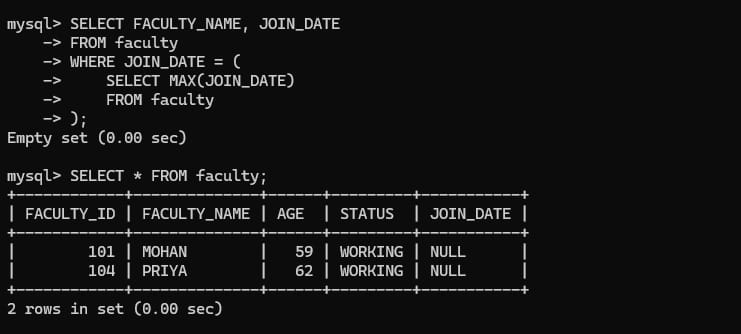 mysql> SELECT FACULTY_NAME, JOIN_DATE
    -> FROM faculty
    -> WHERE JOIN_DATE = (
    ->     SELECT MAX(JOIN_DATE)
    ->     FROM faculty
    -> );
Empty set (0.00 sec)

mysql> SELECT * FROM faculty;
+------------+--------------+------+---------+-----------+
| FACULTY_ID | FACULTY_NAME | AGE  | STATUS  | JOIN_DATE |
+------------+--------------+------+---------+-----------+
|        101 | MOHAN        |   59 | WORKING | NULL      |
|        104 | PRIYA        |   62 | WORKING | NULL      |
+------------+--------------+------+---------+-----------+
2 rows in set (0.00 sec)